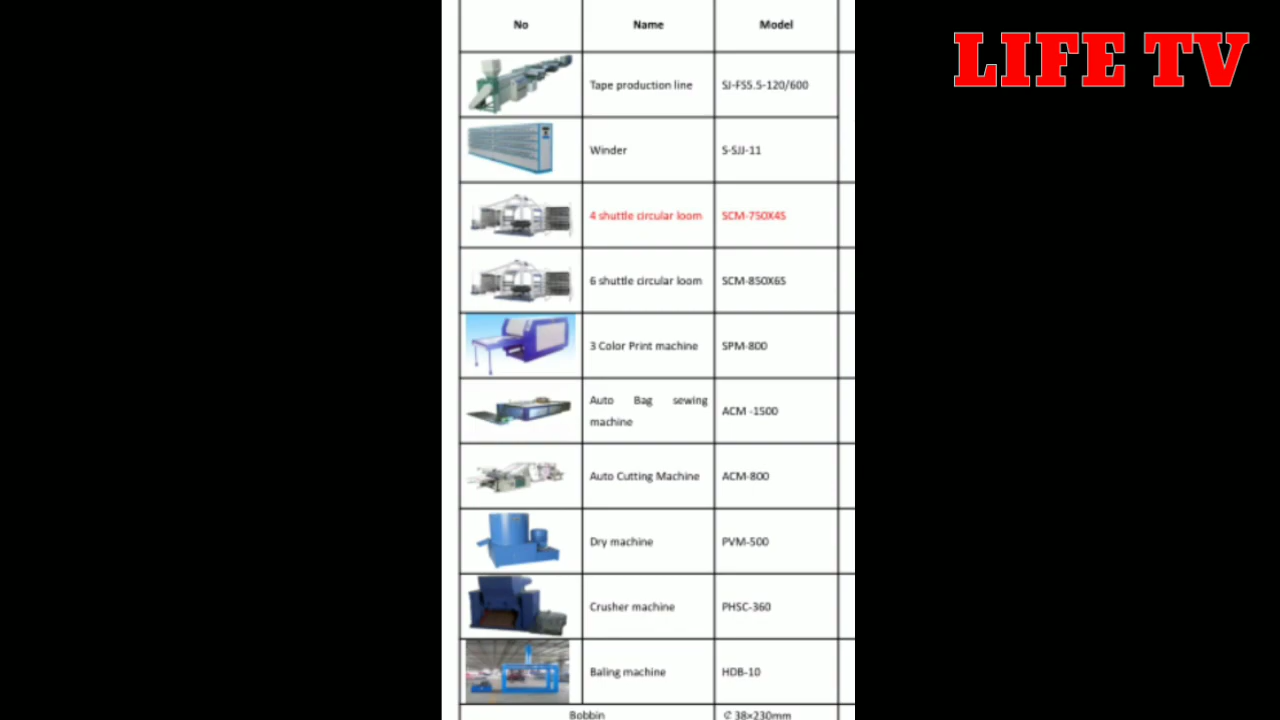 LIFE TV
No Name Model
Tape production line SJ-FS5.5-120/600
Winder S-SJJ-11
4 shuttle circular loom SCM-750X4S
6 shuttle circular loom SCM-850X6S
3 Color Print machine SPM-800
Auto Bag sewing
machine ACM -1500
Auto Cutting Machine ACM-800
Dry machine PVM-500
Crusher machine PHSC-360
Baling machine HDB-10
Bobbin ₵ 38×230mm